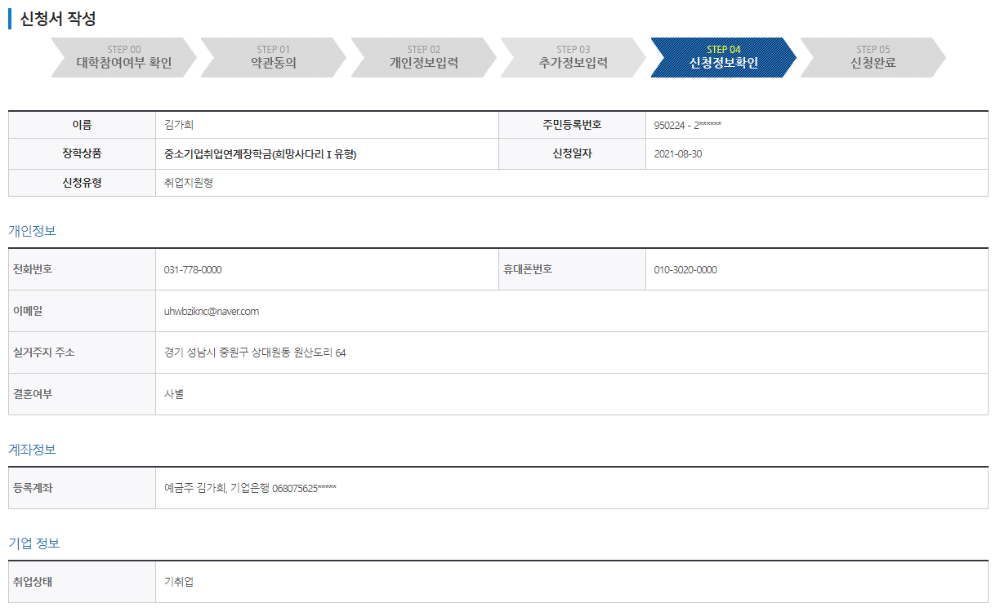 신청서 작성
STEP 00 STEP 01 STEP 02 STEP 03 STEP 04 STEP 05
대학참여여부 확인 약관동의 개인정보입력 추가정보입력 신청정보확인 신청완료
이름 김가희 주민등록번호 950224 - 2******
장학상품 중소기업취업연계장학금(희망사다리 I 유형) 신청일자 2021-08-30
신청유형 취업지원형
개인정보
전화번호 031-778-0000 휴대폰번호 010-3020-0000
이메일 uhwbziknc@naver.com
실거주지 주소 경기 성남시 중원구 상대원동 원산도리 64
결혼여부 사별
계좌정보
등록계좌 예금주 김가희, 기업은행 068075625*****
기업 정보
취업상태 기취업